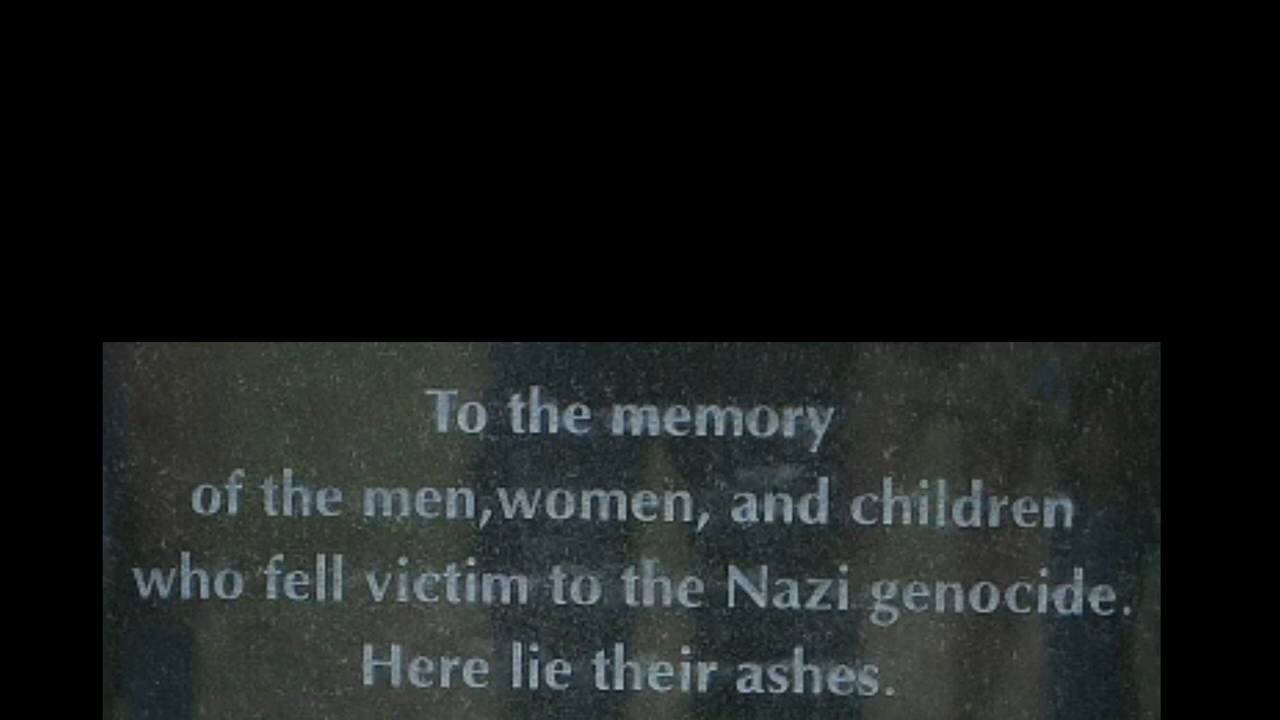 To the memory
of the men,women, and children
who fell victim to the Nazi genocide.
Here lie their ashes.